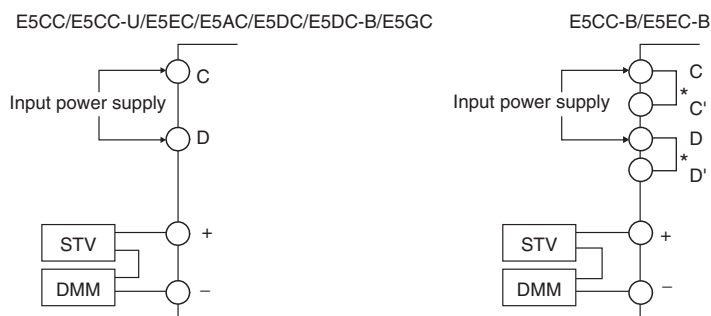 E5CC/E5CC-U/E5EC/E5AC/E5DC/E5DC-B/E5GC
C
Input power supply
D
STV
+
DMM
−
E5CC-B/E5EC-B
C
*
Input power supply
C'
D
*
D'
STV
+
DMM
−